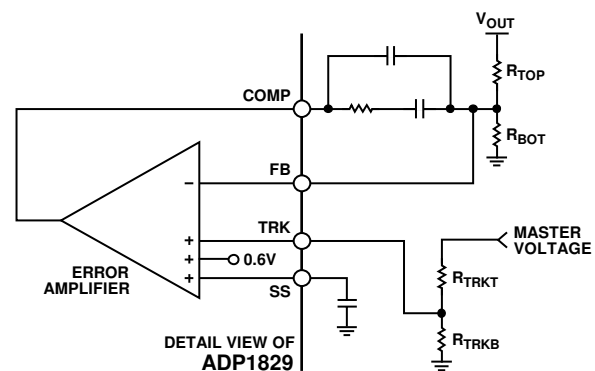 VOUT
RTOP
COMP
RBOT
FB
TRK
MASTER
VOLTAGE
0.6V
ERROR
AMPLIFIER
SS
RTRKT
RTRKB
DETAIL VIEW OF
ADP1829
−
+
+
+